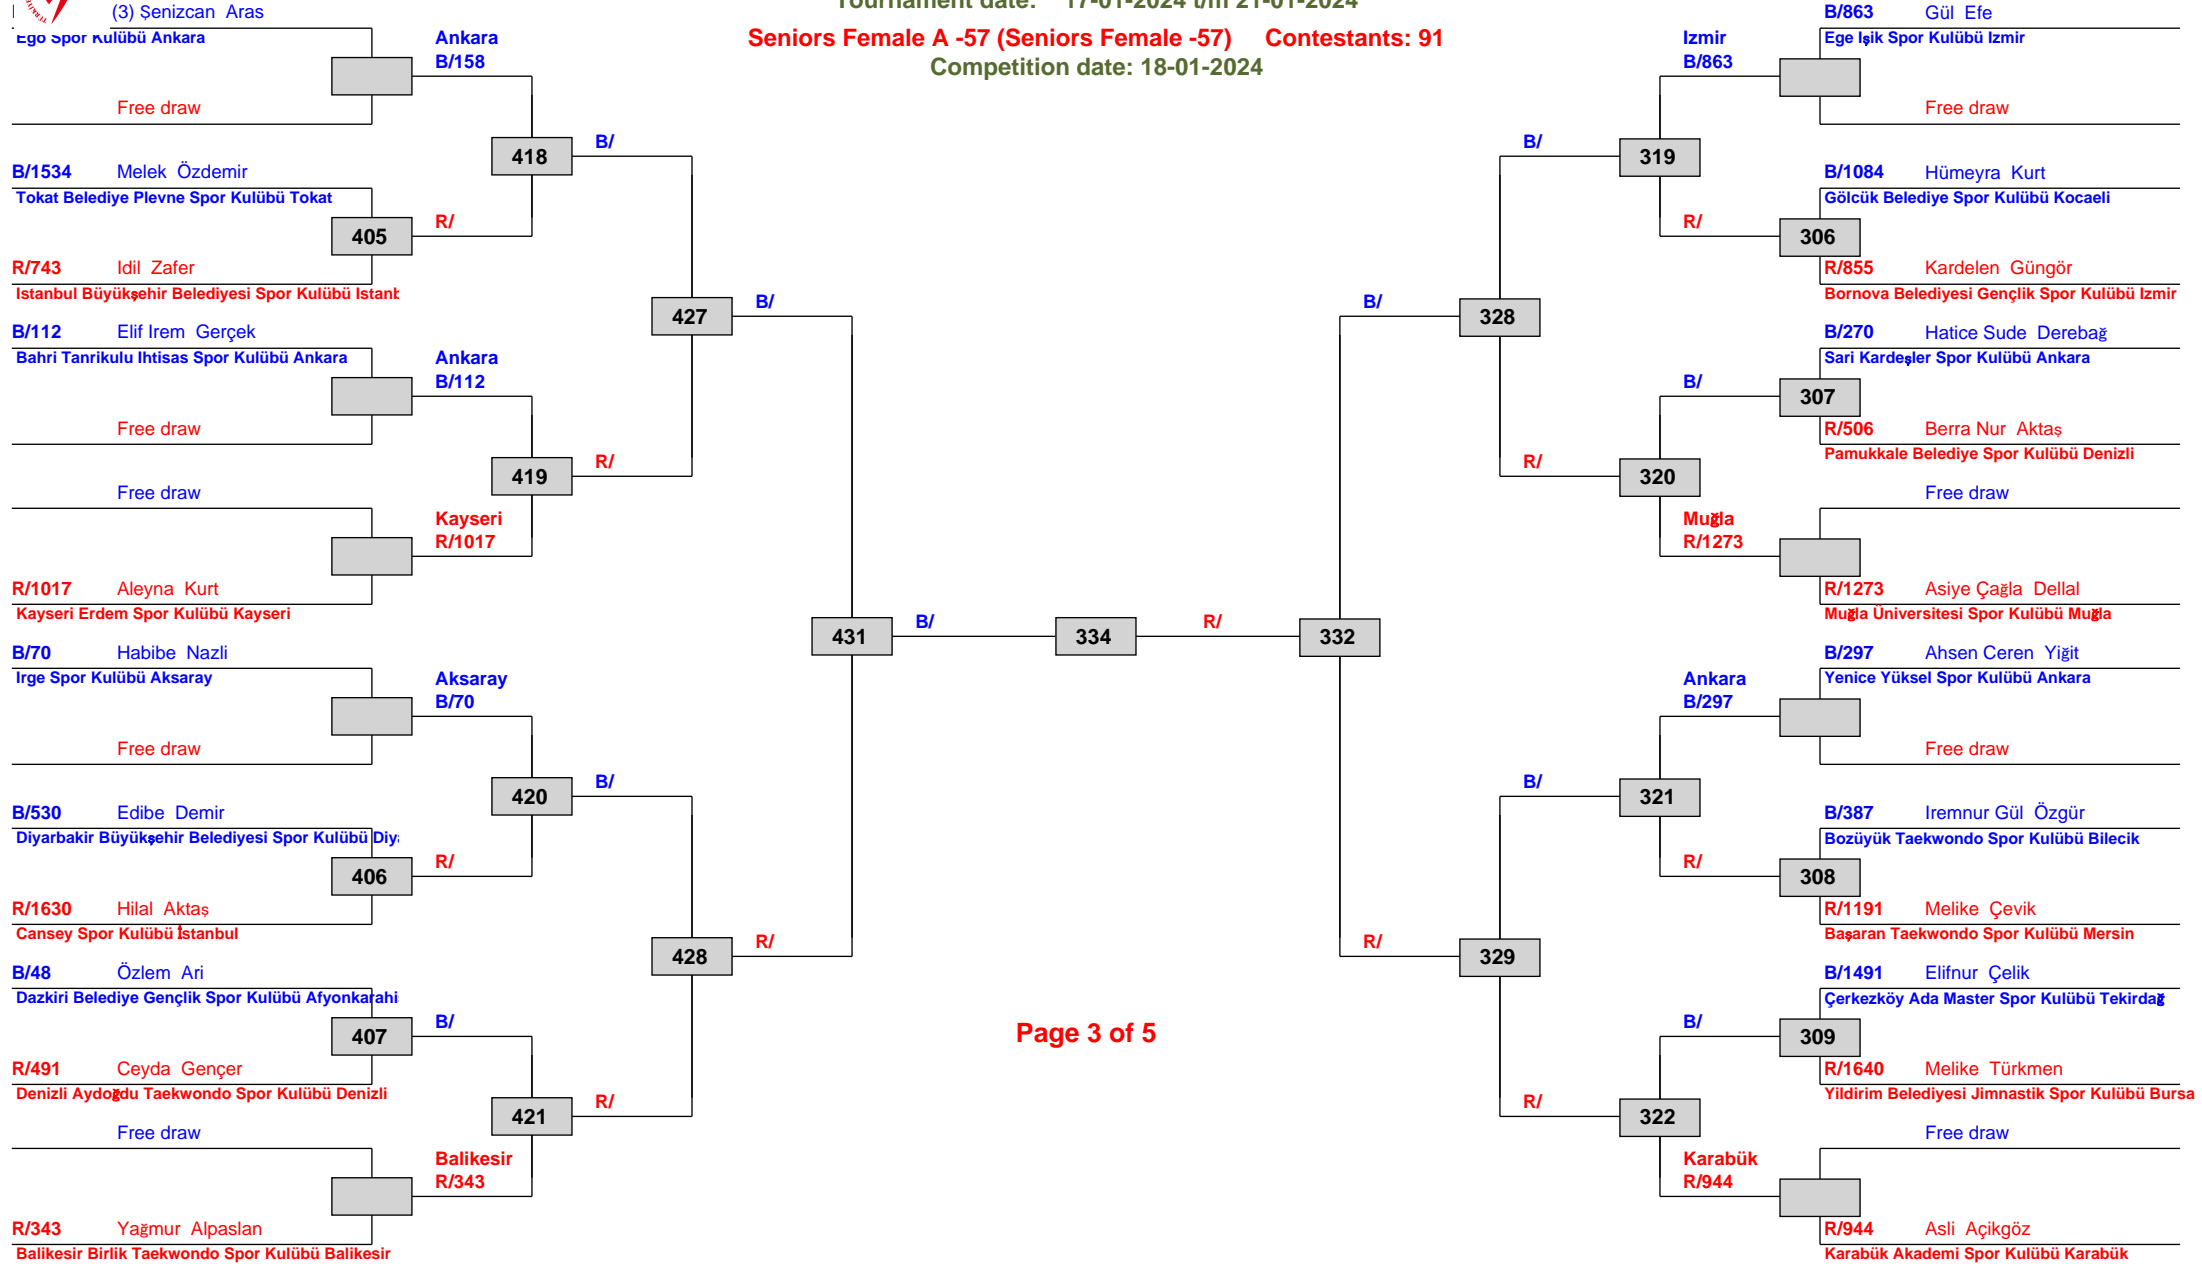 Tournament date: 17-01-2024 t/m 21-01-2024
Seniors Female A -57 (Seniors Female -57) Contestants: 91
Competition date: 18-01-2024
(3) Şenizcan Aras
Ego Spor Kulübü Ankara
Ankara
B/158
Free draw
418
B/
B/1534 Melek Özdemir
Tokat Belediye Plevne Spor Kulübü Tokat
405
R/
R/743 Idil Zafer
Istanbul Büyükşehir Belediyesi Spor Kulübü Istanb
427
B/
B/112 Elif Irem Gerçek
Bahri Tanrikulu Ihtisas Spor Kulübü Ankara
Ankara
B/112
Free draw
419
R/
Free draw
Kayseri
R/1017
R/1017 Aleyna Kurt
Kayseri Erdem Spor Kulübü Kayseri
431
B/
B/70 Habibe Nazli
Irge Spor Kulübü Aksaray
Aksaray
B/70
Free draw
420
B/
B/530 Edibe Demir
Diyarbakir Büyükşehir Belediyesi Spor Kulübü Diya
406
R/
R/1630 Hilal Aktaş
Cansey Spor Kulübü İstanbul
428
R/
B/48 Özlem Ari
Dazkiri Belediye Gençlik Spor Kulübü Afyonkarahi
407
B/
R/491 Ceyda Gençer
Denizli Aydoğdu Taekwondo Spor Kulübü Denizli
421
R/
Free draw
Balikesir
R/343
R/343 Yağmur Alpaslan
Balikesir Birlik Taekwondo Spor Kulübü Balikesir
334
R/
332
Page 3 of 5
B/863 Gül Efe
Ege Işik Spor Kulübü Izmir
Izmir
B/863
Free draw
B/
319
B/1084 Hümeyra Kurt
Gölcük Belediye Spor Kulübü Kocaeli
R/
306
R/855 Kardelen Güngör
Bornova Belediyesi Gençlik Spor Kulübü Izmir
B/
328
B/270 Hatice Sude Derebağ
Sari Kardeşler Spor Kulübü Ankara
B/
307
R/506 Berra Nur Aktaş
Pamukkale Belediye Spor Kulübü Denizli
R/
320
Free draw
Muğla
R/1273
R/1273 Asiye Çağla Dellal
Muğla Üniversitesi Spor Kulübü Muğla
B/297 Ahsen Ceren Yiğit
Yenice Yüksel Spor Kulübü Ankara
Ankara
B/297
Free draw
B/
321
B/387 Iremnur Gül Özgür
Bozüyük Taekwondo Spor Kulübü Bilecik
R/
308
R/1191 Melike Çevik
Başaran Taekwondo Spor Kulübü Mersin
R/
329
B/1491 Elifnur Çelik
Çerkezköy Ada Master Spor Kulübü Tekirdağ
B/
309
R/1640 Melike Türkmen
Yildirim Belediyesi Jimnastik Spor Kulübü Bursa
R/
322
Free draw
Karabük
R/944
R/944 Asli Açikgöz
Karabük Akademi Spor Kulübü Karabük